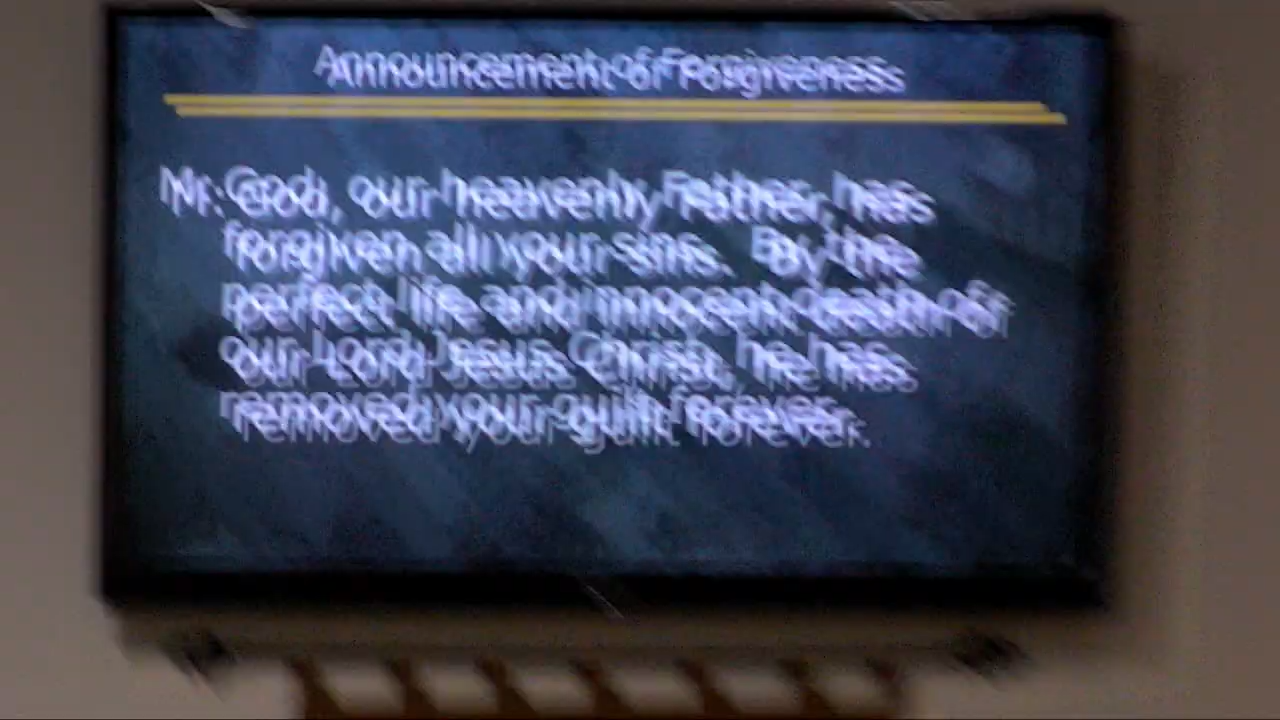 Announcement of Forgiveness
M: God, our heavenly Father, has
forgiven all your sins. By the
perfect life and innocent death of
our Lord Jesus Christ, he has
removed your guilt forever.